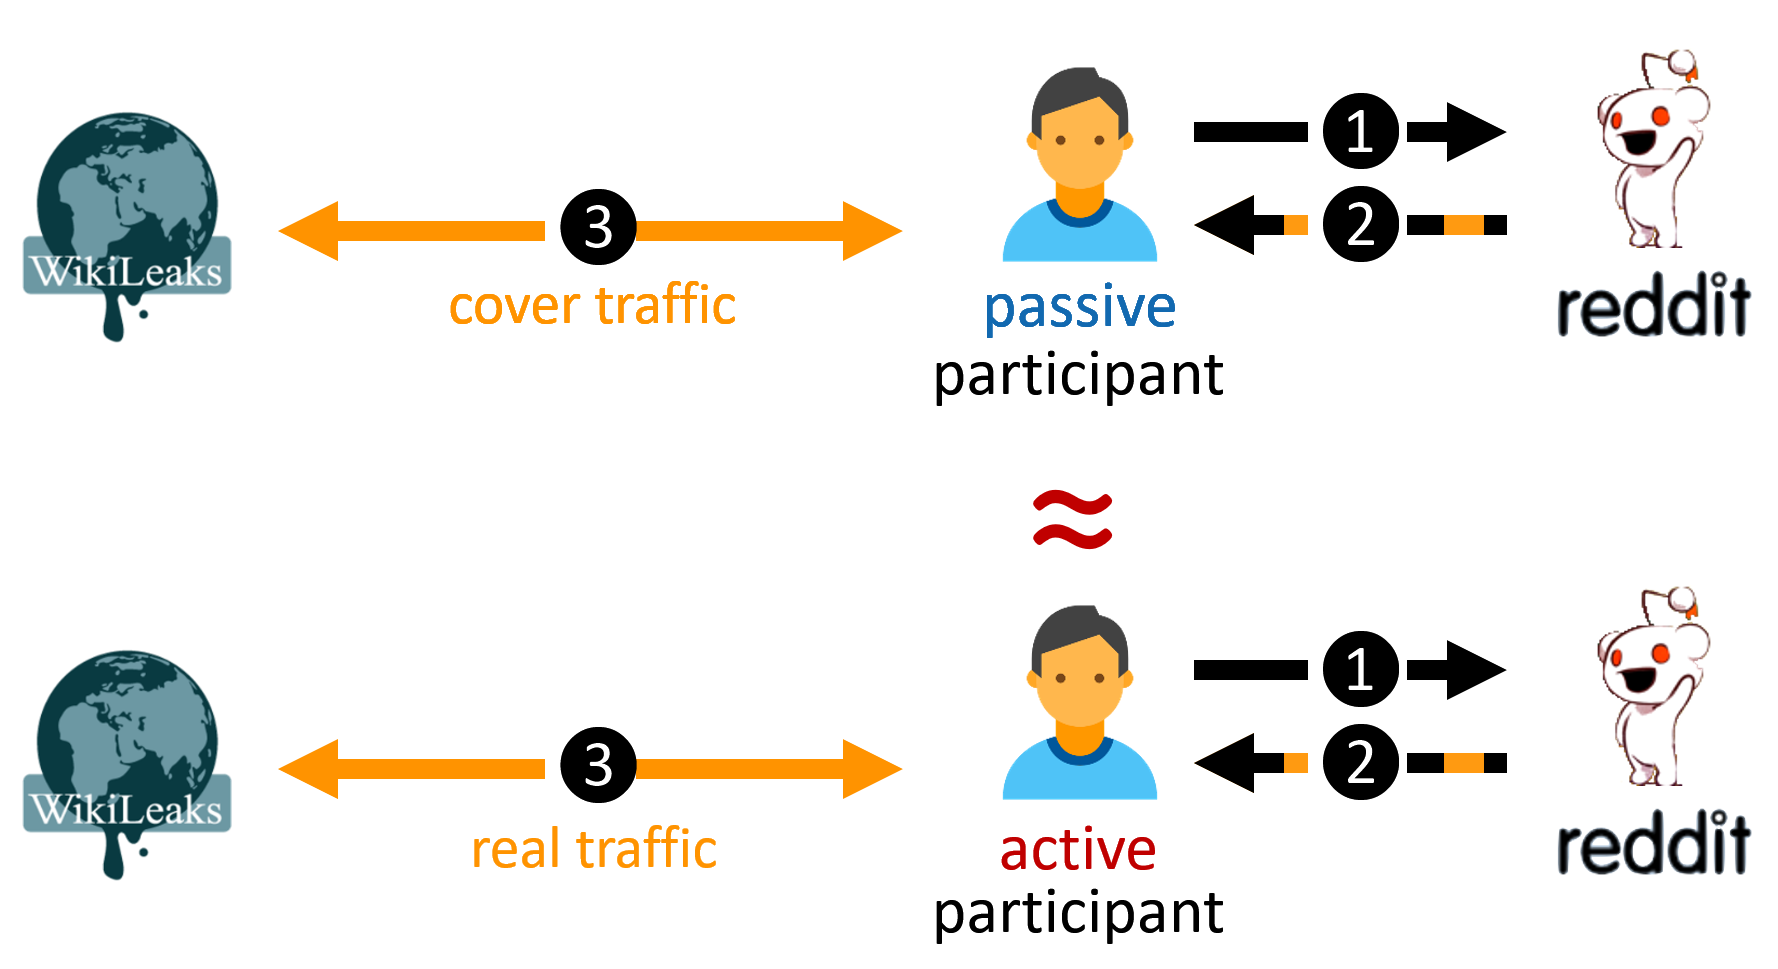 1
2
3
WikiLeaks
cover traffic
passive
participant
reddit
≈
1
2
3
WikiLeaks
real traffic
active
participant
reddit